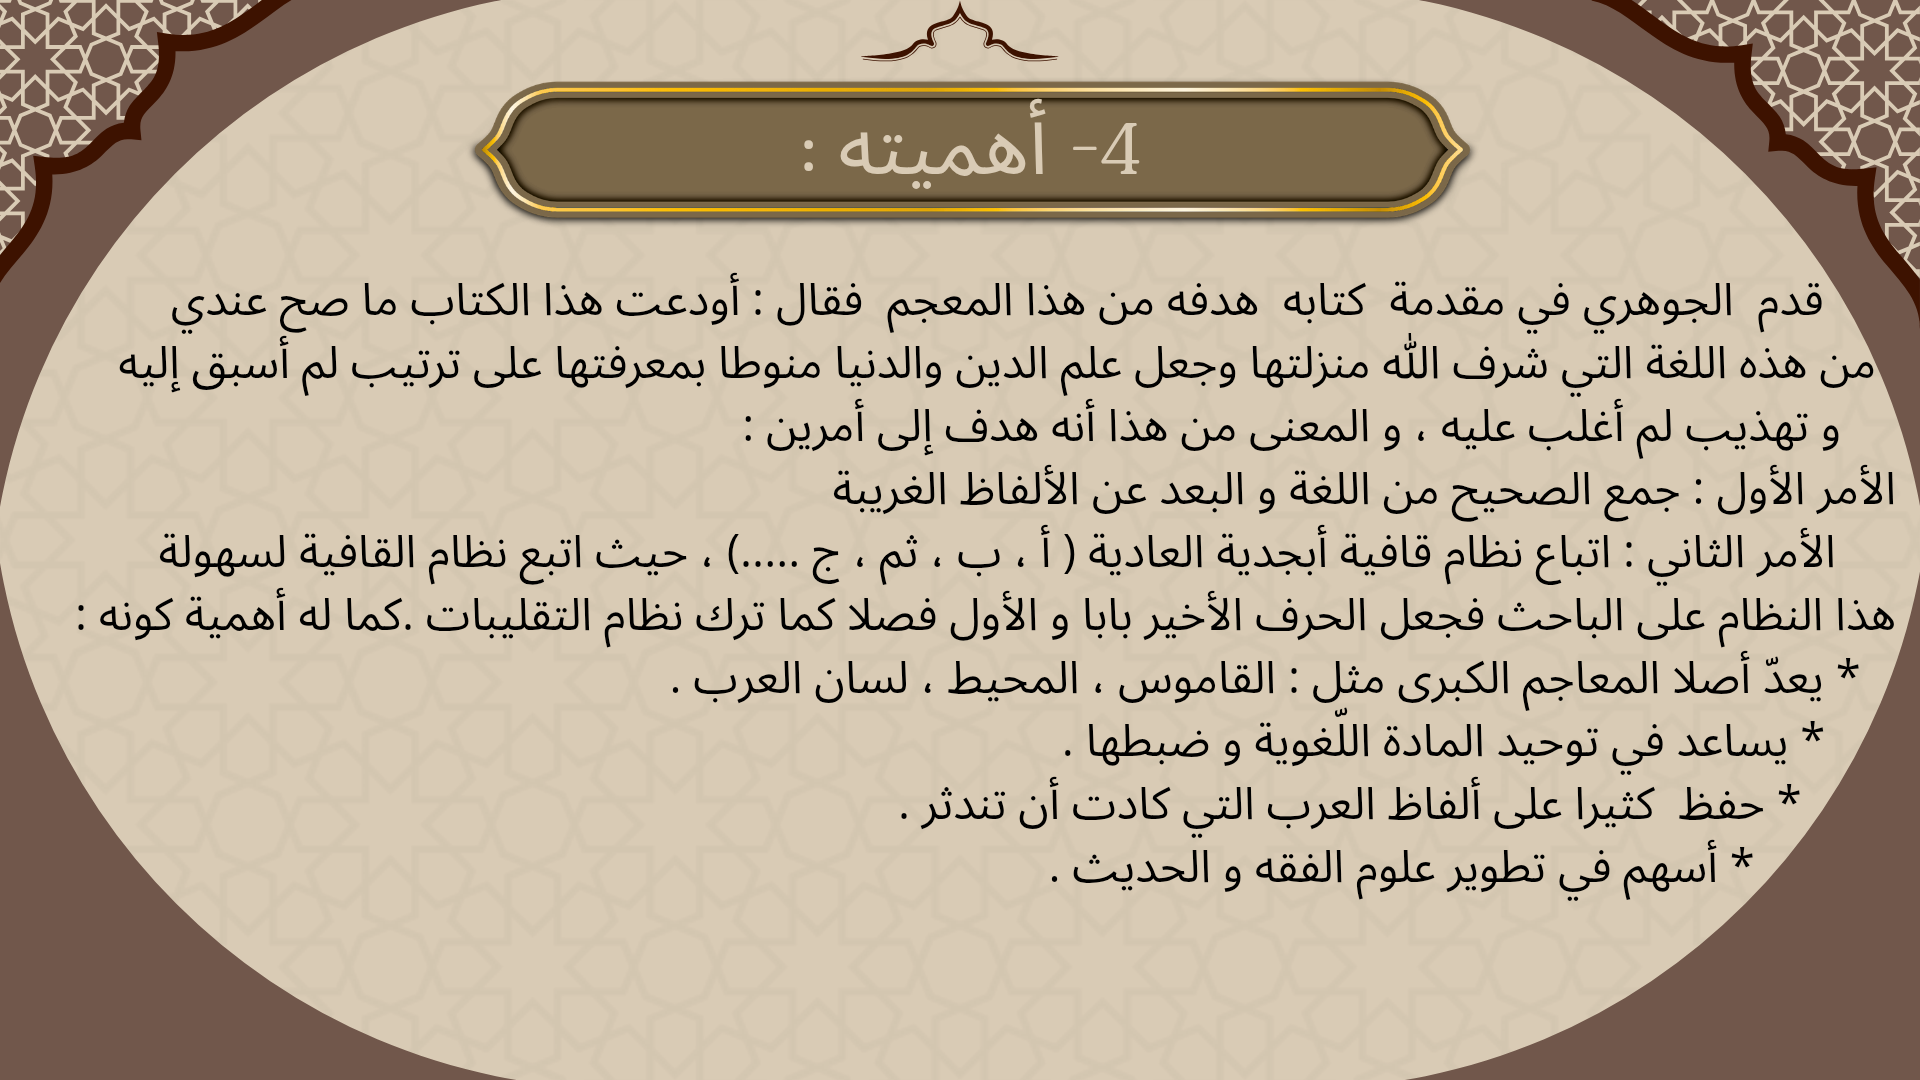 4- أهميته :
قدم الجوهري في مقدمة كتابه هدفه من هذا المعجم فقال : أودعت هذا الكتاب ما صح عندي
من هذه اللغة التي شرف الله منزلتها وجعل علم الدين والدنيا منوطا بمعرفتها على ترتيب لم أسبق إليه
و تهذيب لم أغلب عليه ، و المعنى من هذا أنه هدف إلى أمرين :
الأمر الأول : جمع الصحيح من اللغة و البعد عن الألفاظ الغريبة
الأمر الثاني : اتباع نظام قافية أبجدية العادية ( أ ، ب ، ثم ، ج .....) ، حيث اتبع نظام القافية لسهولة
هذا النظام على الباحث فجعل الحرف الأخير بابا و الأول فصلا كما ترك نظام التقليبات .كما له أهمية كونه :
* يعدّ أصلا المعاجم الكبرى مثل : القاموس ، المحيط ، لسان العرب .
* يساعد في توحيد المادة اللّغوية و ضبطها .
* حفظ كثيرا على ألفاظ العرب التي كادت أن تندثر .
* أسهم في تطوير علوم الفقه و الحديث .